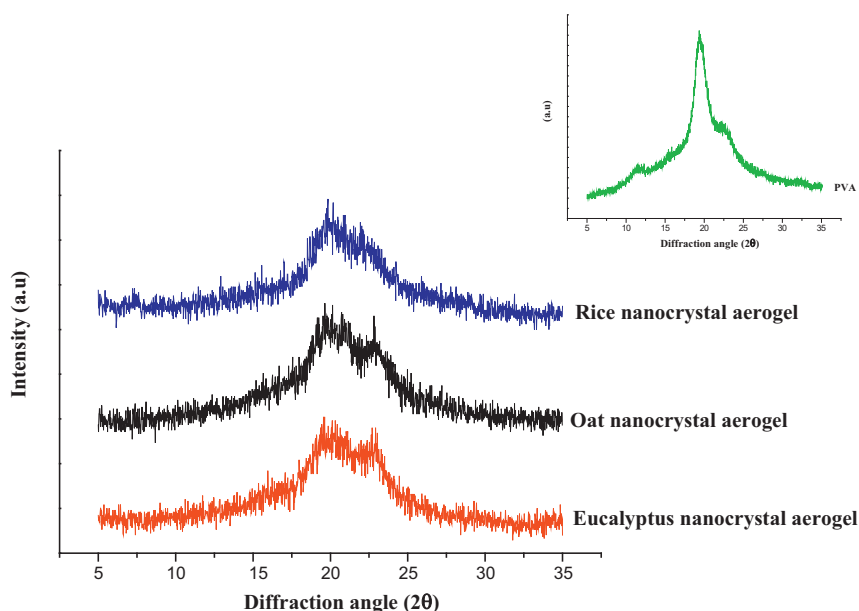 (a.u)
PVA
5 10 15 20 25 30 35
Diffraction angle (2θ)
Intensity (a.u)
Rice nanocrystal aerogel
Oat nanocrystal aerogel
Eucalyptus nanocrystal aerogel
5 10 15 20 25 30 35
Diffraction angle (2θ)